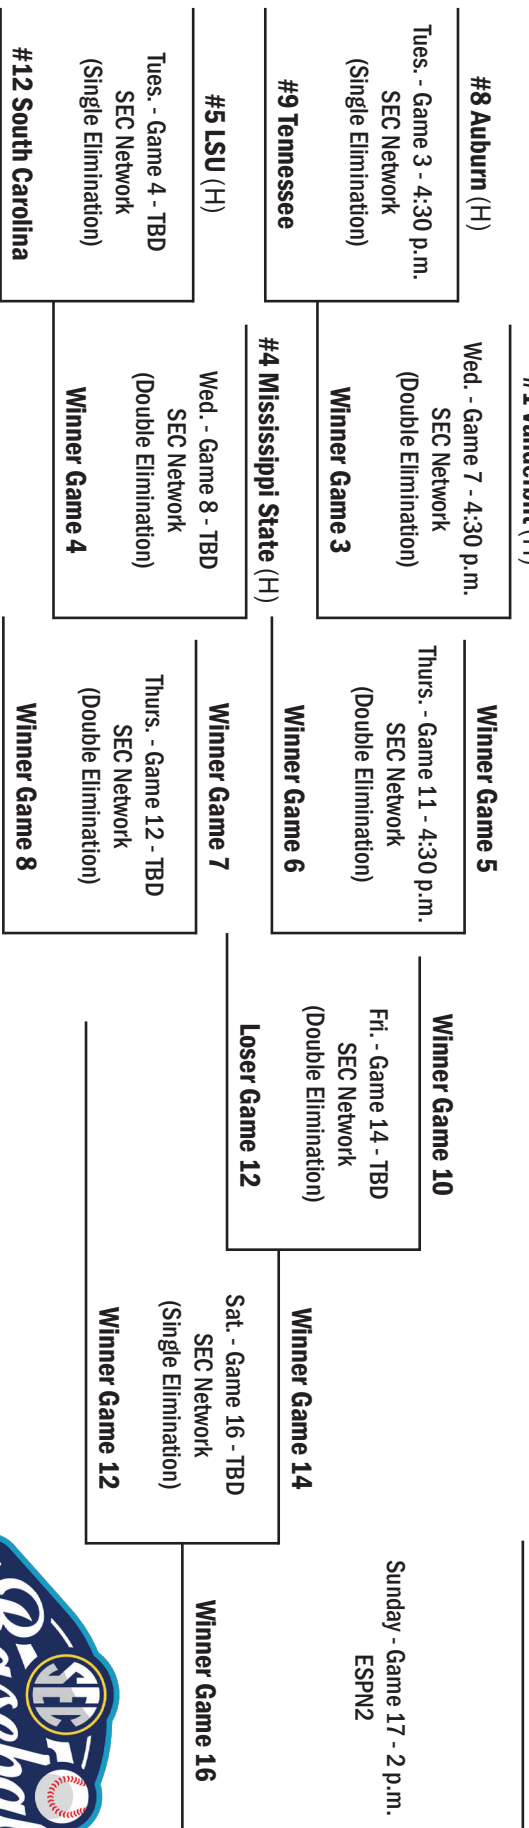 #8 Auburn (H)
Tues. - Game 3 - 4:30 p.m.
SEC Network
(Single Elimination)
#9 Tennessee
#5 LSU (H)
Tues. - Game 4 - TBD
SEC Network
(Single Elimination)
#12 South Carolina
Wed. - Game 7 - 4:30 p.m.
SEC Network
(Double Elimination)
Winner Game 3
#4 Mississippi State (H)
Wed. - Game 8 - TBD
SEC Network
(Double Elimination)
Winner Game 4
Winner Game 5
Thurs. - Game 11 - 4:30 p.m.
SEC Network
(Double Elimination)
Winner Game 6
Winner Game 7
Thurs. - Game 12 - TBD
SEC Network
(Double Elimination)
Winner Game 8
Winner Game 10
Fri. - Game 14 - TBD
SEC Network
(Double Elimination)
Loser Game 12
Winner Game 14
Sat. - Game 16 - TBD
SEC Network
(Single Elimination)
Winner Game 12
Sunday - Game 17 - 2 p.m.
ESPN2
Winner Game 16
SEC